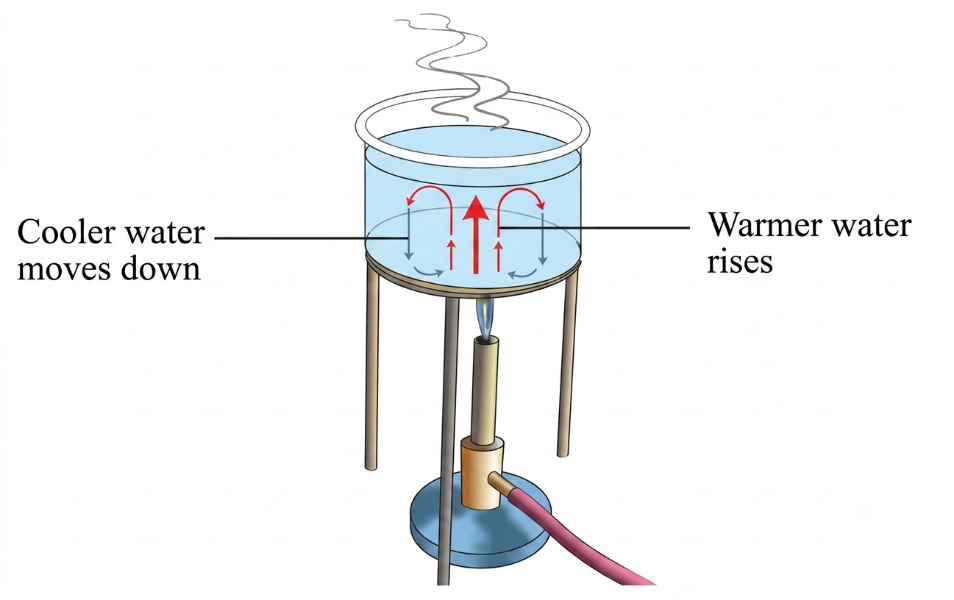 Cooler water
moves down
Warmer water
rises